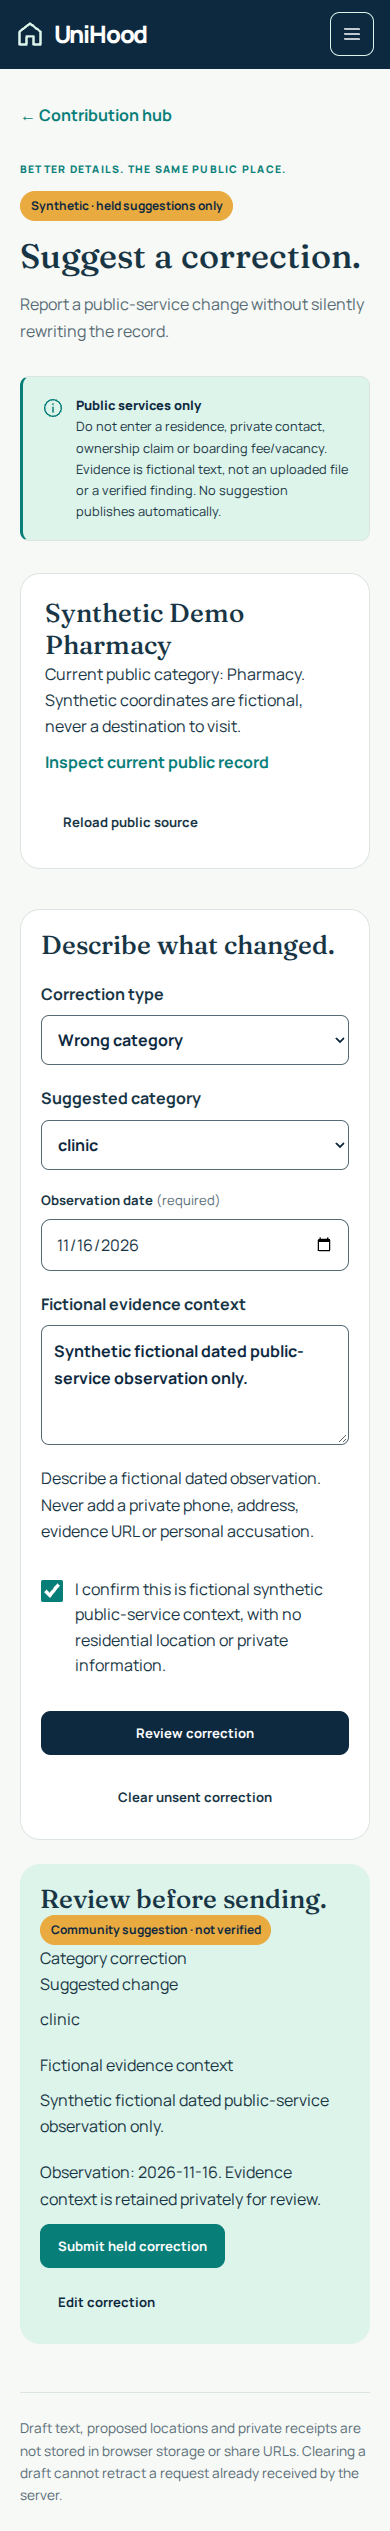 UniHood
← Contribution hub
BETTER DETAILS. THE SAME PUBLIC PLACE.
Synthetic · held suggestions only
Suggest a correction.
Report a public-service change without silently
rewriting the record.
Public services only
Do not enter a residence, private contact,
ownership claim or boarding fee/vacancy.
Evidence is fictional text, not an uploaded file
or a verified finding. No suggestion
publishes automatically.
Synthetic Demo
Pharmacy
Current public category: Pharmacy.
Synthetic coordinates are fictional,
never a destination to visit.
Inspect current public record
Reload public source
Describe what changed.
Correction type
Wrong category
Suggested category
clinic
Observation date (required)
11/16/2026
Fictional evidence context
Synthetic fictional dated public-
service observation only.
Describe a fictional dated observation.
Never add a private phone, address,
evidence URL or personal accusation.
I confirm this is fictional synthetic
public-service context, with no
residential location or private
information.
Review correction
Clear unsent correction
Review before sending.
Community suggestion · not verified
Category correction
Suggested change
clinic
Fictional evidence context
Synthetic fictional dated public-service
observation only.
Observation: 2026-11-16. Evidence
context is retained privately for review.
Submit held correction
Edit correction
Draft text, proposed locations and private receipts are
not stored in browser storage or share URLs. Clearing a
draft cannot retract a request already received by the
server.